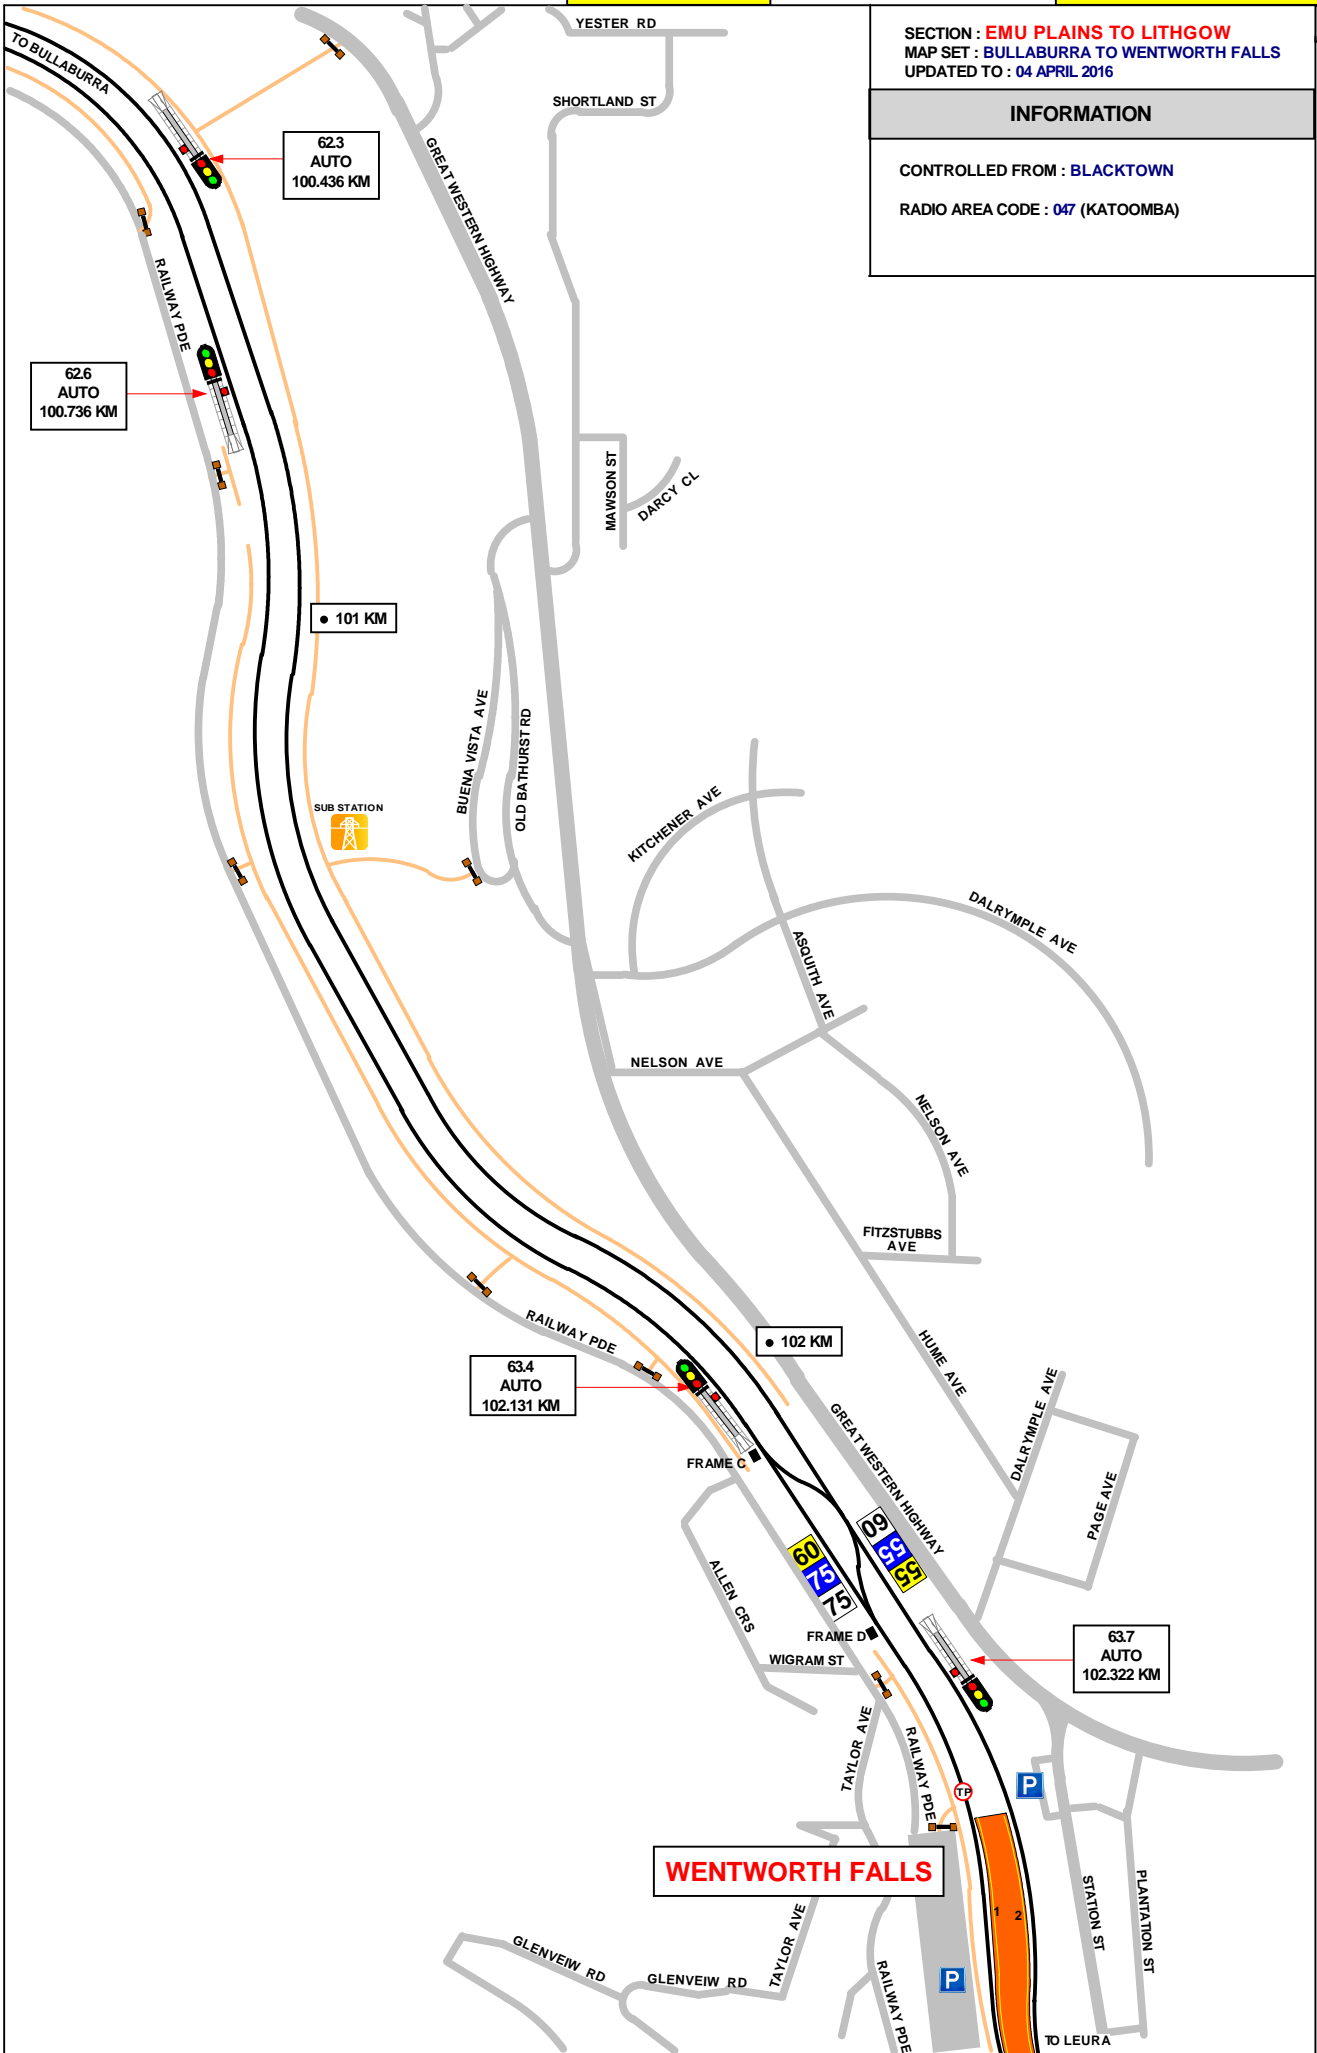 SECTION : EMU PLAINS TO LITHGOW
MAP SET : BULLABURRA TO WENTWORTH FALLS
UPDATED TO : 04 APRIL 2016
INFORMATION
CONTROLLED FROM : BLACKTOWN
RADIO AREA CODE : 047 (KATOOMBA)
YESTER RD
TO BULLABURRA
SHORTLAND ST
62.3
AUTO
100.436 KM
GREAT WESTERN HIGHWAY
RAILWAY PDE
62.6
AUTO
100.736 KM
MAWSON ST
DARCY CL
101 KM
BUENA VISTA AVE
OLD BATHURST RD
SUB STATION
KITCHENER AVE
DALRYMPLE AVE
ASQUITH AVE
NELSON AVE
NELSON AVE
FITZSTUBBS
AVE
RAILWAY PDE
102 KM
HUME AVE
63.4
AUTO
102.131 KM
DALRYMPLE AVE
GREAT WESTERN HIGHWAY
FRAME C
PAGE AVE
60
55
55
60
75
75
ALLEN CRS
FRAME D
WIGRAM ST
63.7
AUTO
102.322 KM
TAYLOR AVE
RAILWAY PDE
TP
P
WENTWORTH FALLS
1 2
STATION ST
PLANTATION ST
TAYLOR AVE
GLENVEIW RD
GLENVEIW RD
RAILWAY PDE
P
TO LEURA